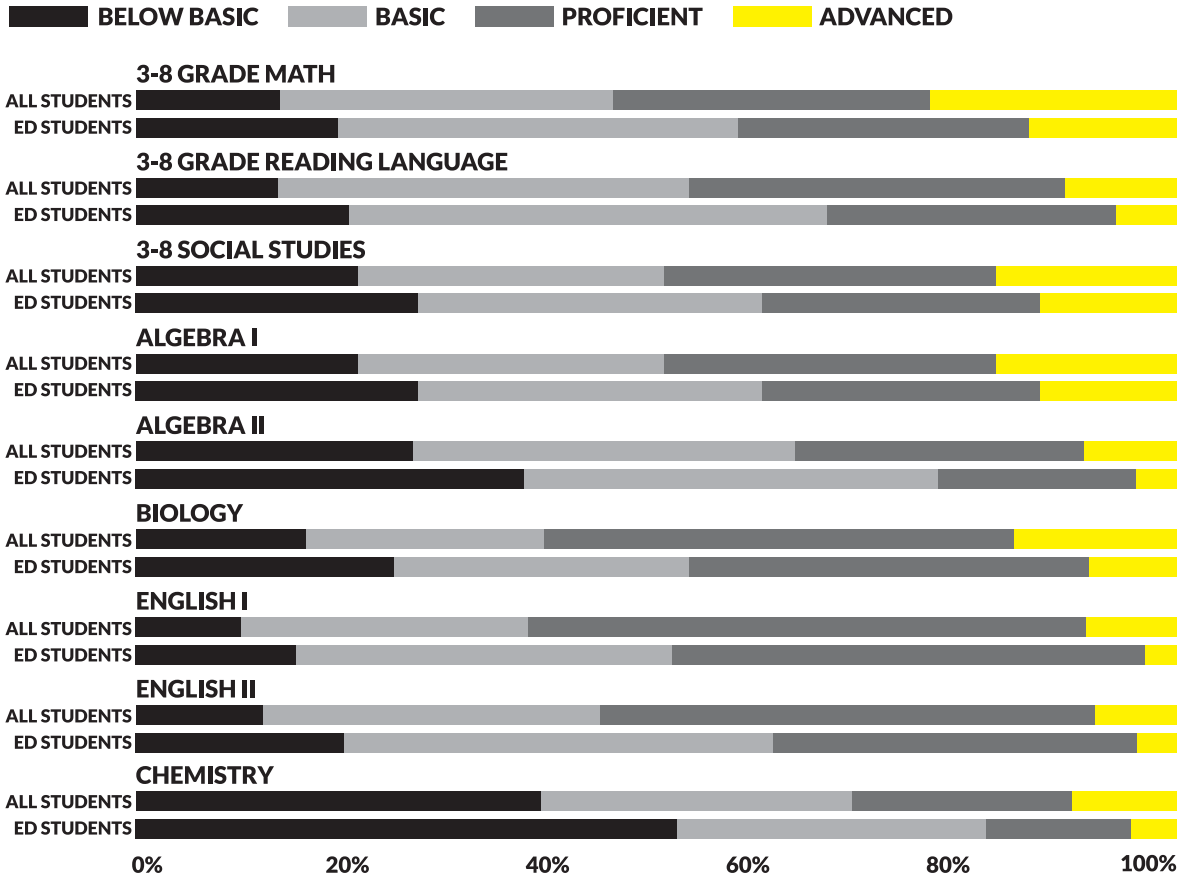 BELOW BASIC BASIC PROFICIENT ADVANCED
3-8 GRADE MATH
ALL STUDENTS
ED STUDENTS
3-8 GRADE READING LANGUAGE
ALL STUDENTS
ED STUDENTS
3-8 SOCIAL STUDIES
ALL STUDENTS
ED STUDENTS
ALGEBRA I
ALL STUDENTS
ED STUDENTS
ALGEBRA II
ALL STUDENTS
ED STUDENTS
BIOLOGY
ALL STUDENTS
ED STUDENTS
ENGLISH I
ALL STUDENTS
ED STUDENTS
ENGLISH II
ALL STUDENTS
ED STUDENTS
CHEMISTRY
ALL STUDENTS
ED STUDENTS
0% 20% 40% 60% 80% 100%